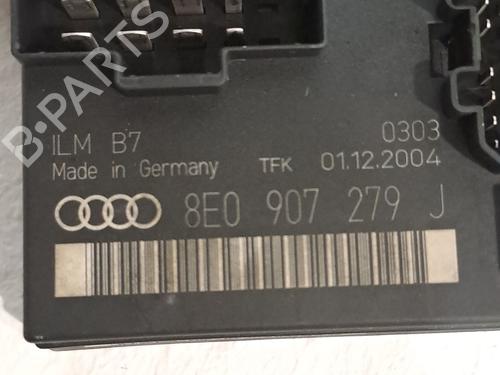 B-PARTS
ILM B7 0303
Made in Germany TFK 01.12.2004
8E0 907 279 J